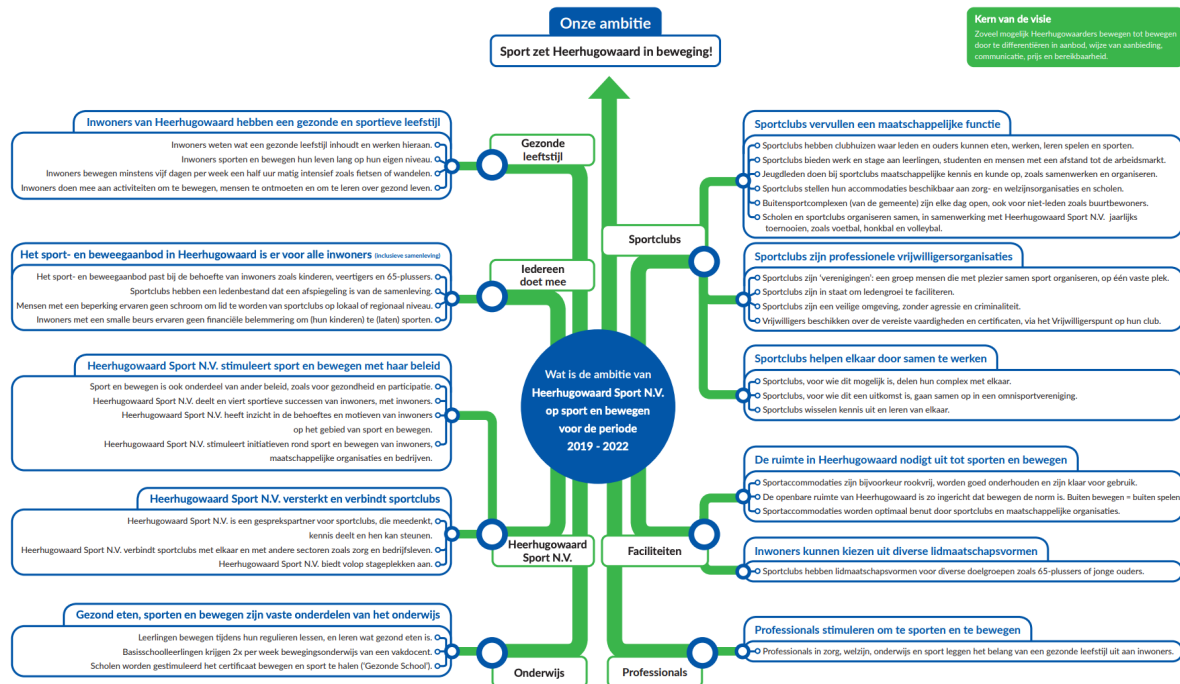 Onze ambitie
Sport zet Heerhugowaard in beweging!
Kern van de visie
Zoveel mogelijk Heerhugowaarders bewegen tot bewegen
door te differentiëren in aanbod, wijze van aanbieding,
communicatie, prijs en bereikbaarheid.
Inwoners van Heerhugowaard hebben een gezonde en sportieve leefstijl
Inwoners weten wat een gezonde leefstijl inhoudt en werken hieraan.
Inwoners sporten en bewegen hun leven lang op hun eigen niveau.
Inwoners bewegen minstens vijf dagen per week een half uur matig intensief zoals fietsen of wandelen.
Inwoners doen mee aan activiteiten om te bewegen, mensen te ontmoeten en om te leren over gezond leven.
Gezonde
leeftstijl
Het sport- en beweegaanbod in Heerhugowaard is er voor alle inwoners (inclusieve samenleving)
Het sport- en beweegaanbod past bij de behoefte van inwoners zoals kinderen, veertigers en 65-plussers.
Sportclubs hebben een ledenbestand dat een afspiegeling is van de samenleving.
Mensen met een beperking ervaren geen schroom om lid te worden van sportclubs op lokaal of regionaal niveau.
Inwoners met een smalle beurs ervaren geen financiële belemmering om (hun kinderen) te (laten) sporten.
Iedereen
doet mee
Heerhugowaard Sport N.V. stimuleert sport en bewegen met haar beleid
Sport en bewegen is ook onderdeel van ander beleid, zoals voor gezondheid en participatie.
Heerhugowaard Sport N.V. deelt en viert sportieve successen van inwoners, met inwoners.
Heerhugowaard Sport N.V. heeft inzicht in de behoeftes en motieven van inwoners
op het gebied van sport en bewegen.
Heerhugowaard Sport N.V. stimuleert initiatieven rond sport en bewegen van inwoners,
maatschappelijke organisaties en bedrijven.
Heerhugowaard Sport N.V. versterkt en verbindt sportclubs
Heerhugowaard Sport N.V. is een gesprekspartner voor sportclubs, die meedenkt,
kennis deelt en hen kan steunen.
Heerhugowaard Sport N.V. verbindt sportclubs met elkaar en met andere sectoren zoals zorg en bedrijfsleven.
Heerhugowaard Sport N.V. biedt volop stageplekken aan.
Heerhugowaard
Sport N.V.
Gezond eten, sporten en bewegen zijn vaste onderdelen van het onderwijs
Leerlingen bewegen tijdens hun regulieren lessen, en leren wat gezond eten is.
Basisschoolleerlingen krijgen 2x per week bewegingsonderwijs van een vakdocent.
Scholen worden gestimuleerd het certificaat bewegen en sport te halen ('Gezonde School').
Onderwijs
Wat is de ambitie van
Heerhugowaard Sport N.V.
op sport en bewegen
voor de periode
2019 - 2022
Sportclubs
Sportclubs vervullen een maatschappelijke functie
Sportclubs hebben clubhuizen waar leden en ouders kunnen eten, werken, leren spelen en sporten.
Sportclubs bieden werk en stage aan leerlingen, studenten en mensen met een afstand tot de arbeidsmarkt.
Jeugdleden doen bij sportclubs maatschappelijke kennis en kunde op, zoals samenwerken en organiseren.
Sportclubs stellen hun accommodaties beschikbaar aan zorg- en welzijnsorganisaties en scholen.
Buitensportcomplexen (van de gemeente) zijn elke dag open, ook voor niet-leden zoals buurtbewoners.
Scholen en sportclubs organiseren samen, in samenwerking met Heerhugowaard Sport N.V. jaarlijks
toernooien, zoals voetbal, honkbal en volleybal.
Sportclubs zijn professionele vrijwilligersorganisaties
Sportclubs zijn 'verenigingen': een groep mensen die met plezier samen sport organiseren, op één vaste plek.
Sportclubs zijn in staat om ledengroei te faciliteren.
Sportclubs zijn een veilige omgeving, zonder agressie en criminaliteit.
Vrijwilligers beschikken over de vereiste vaardigheden en certificaten, via het Vrijwilligerspunt op hun club.
Sportclubs helpen elkaar door samen te werken
Sportclubs, voor wie dit mogelijk is, delen hun complex met elkaar.
Sportclubs, voor wie dit een uitkomst is, gaan samen op in een omnisportvereniging.
Sportclubs wisselen kennis uit en leren van elkaar.
De ruimte in Heerhugowaard nodigt uit tot sporten en bewegen
Sportaccommodaties zijn bijvoorkeur rookvrij, worden goed onderhouden en zijn klaar voor gebruik.
De openbare ruimte van Heerhugowaard is zo ingericht dat bewegen de norm is. Buiten bewegen = buiten spelen
Sportaccommodaties worden optimaal benut door sportclubs en maatschappelijke organisaties.
Faciliteiten
Inwoners kunnen kiezen uit diverse lidmaatschapsvormen
Sportclubs hebben lidmaatschapsvormen voor diverse doelgroepen zoals 65-plussers of jonge ouders.
Professionals stimuleren om te sporten en te bewegen
Professionals in zorg, welzijn, onderwijs en sport leggen het belang van een gezonde leefstijl uit aan inwoners.
Professionals